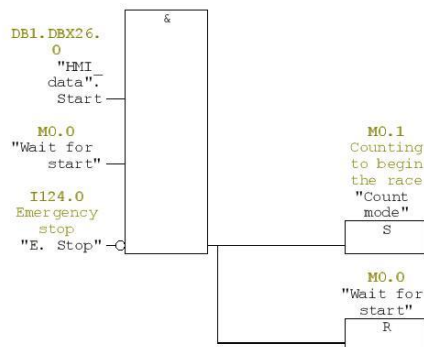 &
DB1.DBX26.
0
"HMI_
data".
Start
M0.0
"Wait for
start"
I124.0
Emergency
stop
"E. Stop"
M0.1
Counting
to begin
the race
"Count
mode"
S
M0.0
"Wait for
start"
R